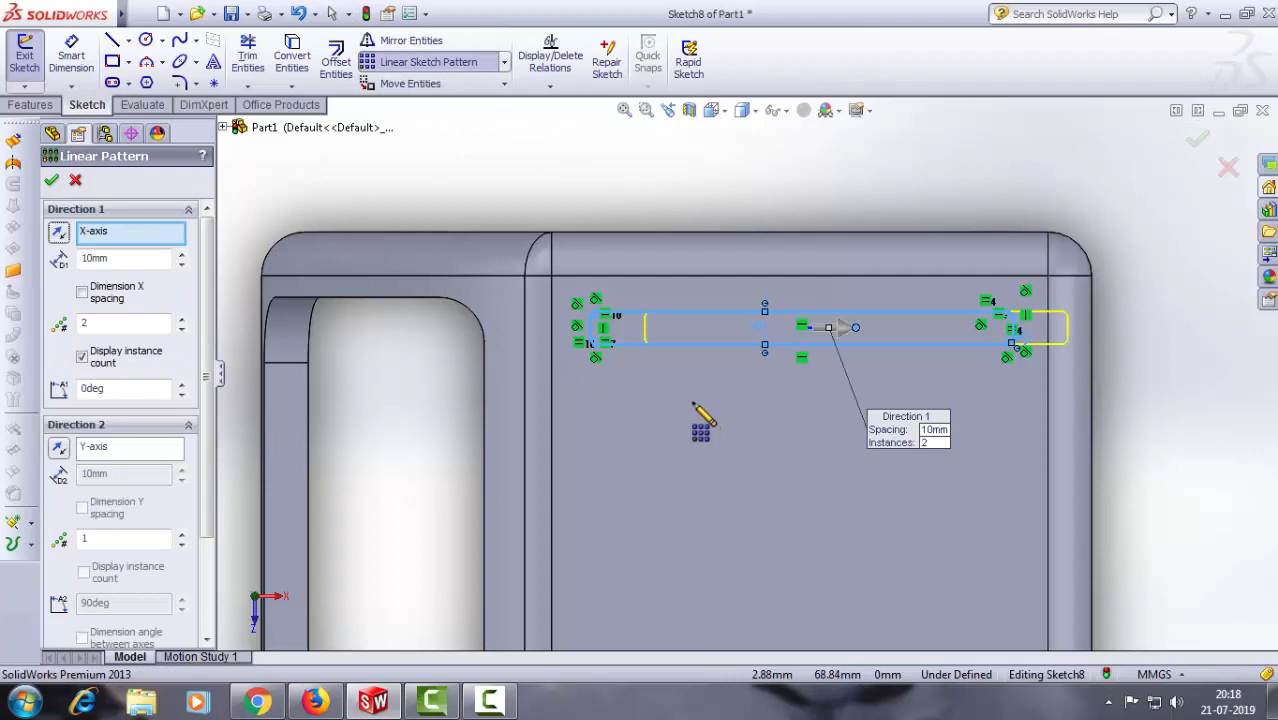 SOLIDWORKS
Sketch8 of Part1 *
Search SolidWorks Help
Exit Sketch
Smart Dimension
Trim Entities
Convert Entities
Offset Entities
Mirror Entities
Linear Sketch Pattern
Move Entities
Display/Delete Relations
Repair Sketch
Quick Snaps
Rapid Sketch
Features
Sketch
Evaluate
DimXpert
Office Products
Part1 (Default<<Default>_...
Linear Pattern
?
Direction 1
X-axis
10mm
Dimension X spacing
2
Display instance count
0deg
Direction 2
Y-axis
10mm
Dimension Y spacing
1
Display instance count
90deg
Dimension angle between axes
Direction 1
Spacing: 10mm
Instances: 2
X
Z
Model
Motion Study 1
SolidWorks Premium 2013
2.88mm
68.84mm
0mm
Under Defined
Editing Sketch8
MMGS
20:18
21-07-2019